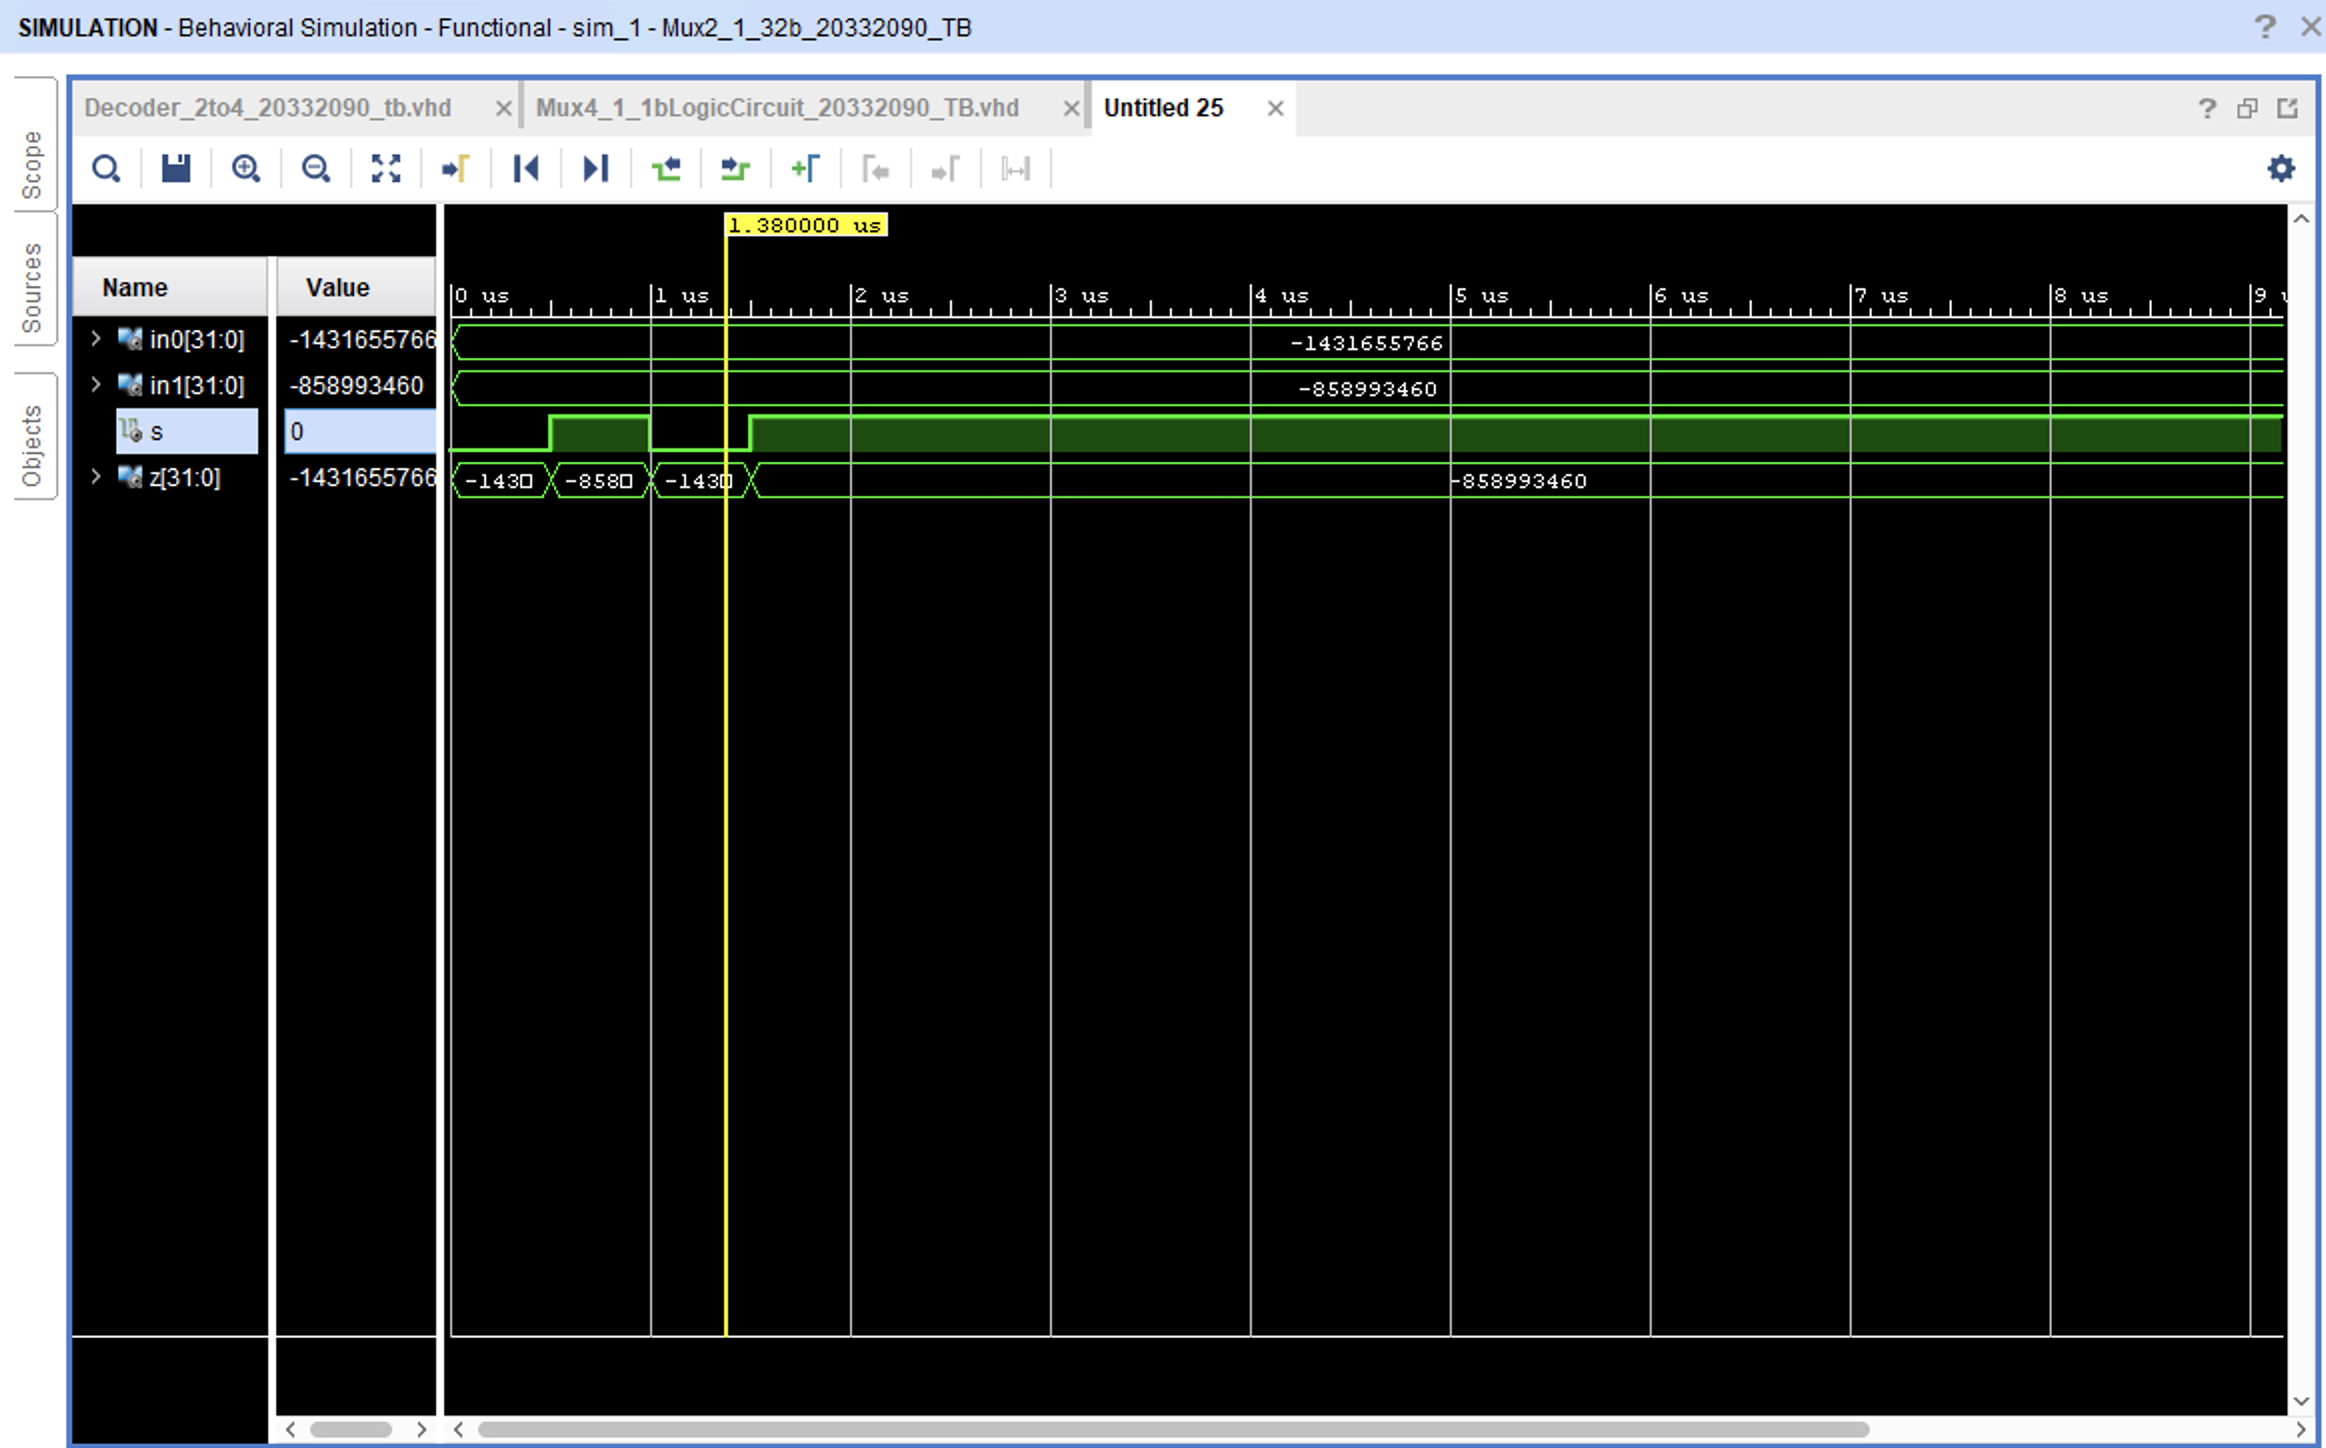 SIMULATION - Behavioral Simulation - Functional - sim_1 - Mux2_1_32b_20332090_TB
Scope
Sources
Objects
Decoder_2to4_20332090_tb.vhd
Mux4_1_1bLogicCircuit_20332090_TB.vhd
Untitled 25
1.380000 us
Name Value
0 us 1 us 2 us 3 us 4 us 5 us 6 us 7 us 8 us 9
in0[31:0] -1431655766 -1431655766
in1[31:0] -858993460 -858993460
s 0
z[31:0] -1431655766 -143 -858 -143 -858993460